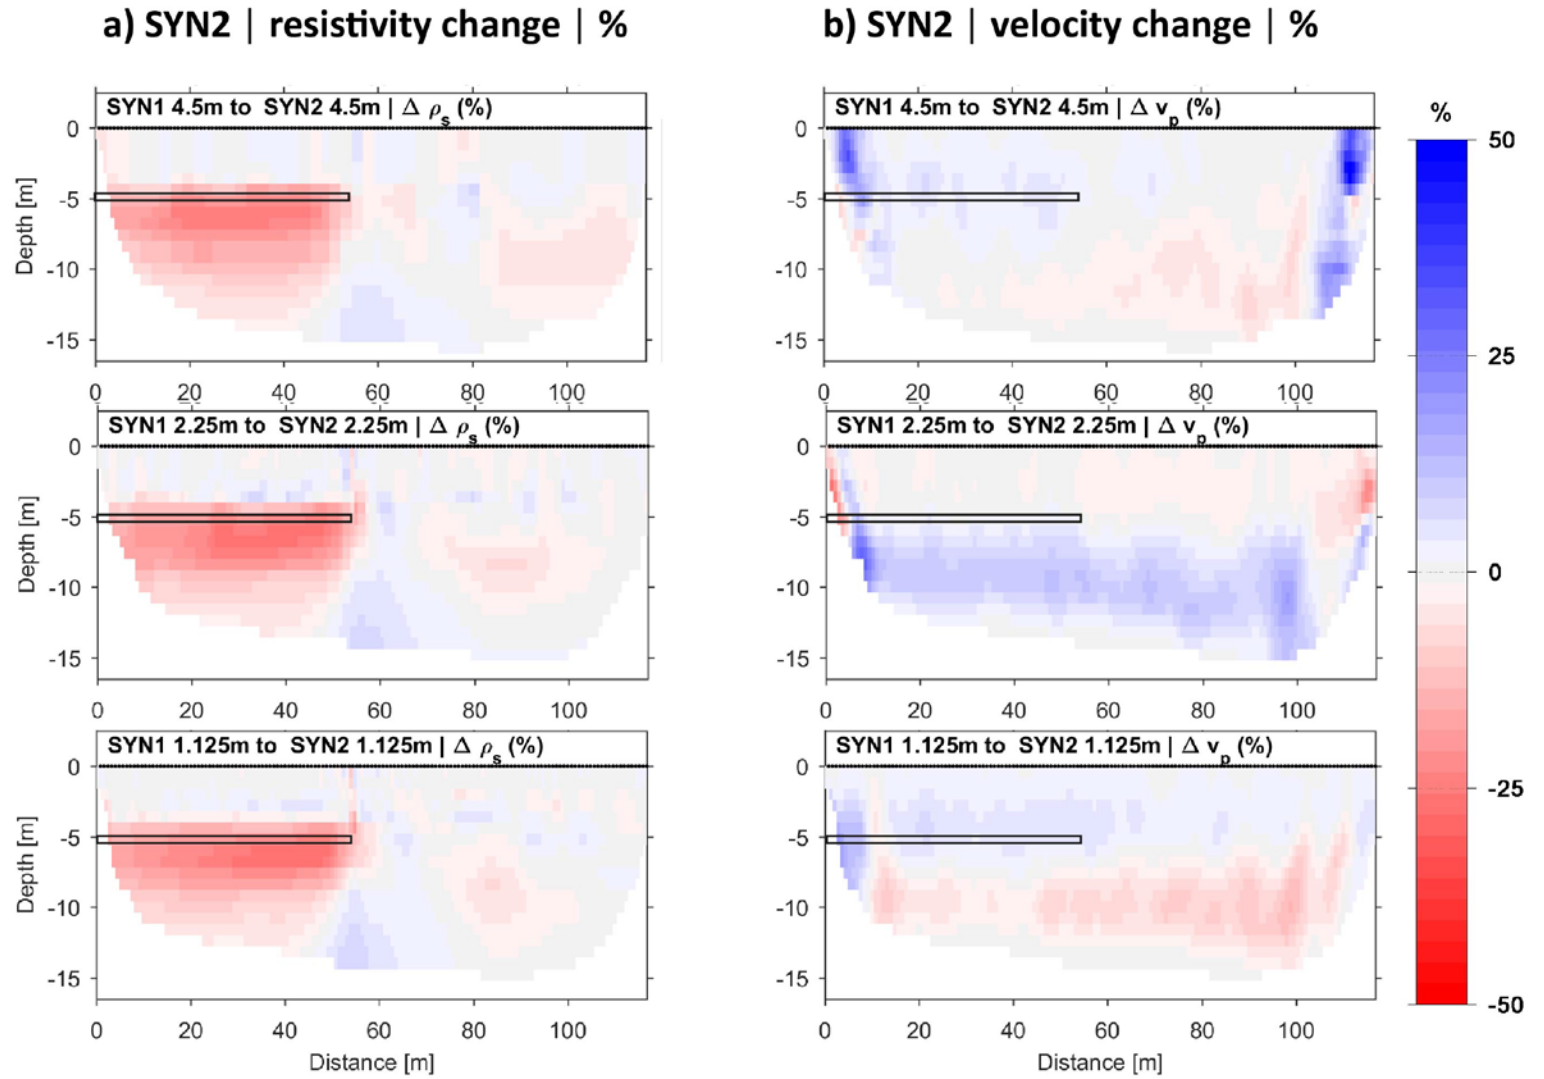 a) SYN2 | resistivity change | %
b) SYN2 | velocity change | %
SYN1 4.5m to SYN2 4.5m | Δ ρs (%)
0
-5
-10
-15
Depth [m]
0 20 40 60 80 100
SYN1 4.5m to SYN2 4.5m | Δ vp (%)
0
-5
-10
-15
0 20 40 60 80 100
SYN1 2.25m to SYN2 2.25m | Δ ρs (%)
0
-5
-10
-15
Depth [m]
0 20 40 60 80 100
SYN1 2.25m to SYN2 2.25m | Δ vp (%)
0
-5
-10
-15
0 20 40 60 80 100
SYN1 1.125m to SYN2 1.125m | Δ ρs (%)
0
-5
-10
-15
Depth [m]
0 20 40 60 80 100
Distance [m]
SYN1 1.125m to SYN2 1.125m | Δ vp (%)
0
-5
-10
-15
0 20 40 60 80 100
Distance [m]
%
50
25
0
-25
-50